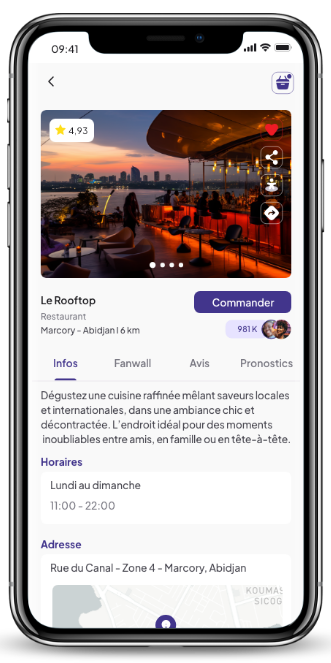 09:41
4,93
Le Rooftop
Commander
Restaurant
Marcory - Abidjan I 6 km
981 K
Infos
Fanwall
Avis
Pronostics
Dégustez une cuisine raffinée mêlant saveurs locales
et internationales, dans une ambiance chic et
décontractée. L'endroit idéal pour des moments
inoubliables entre amis, en famille ou en tête-à-tête.
Horaires
Lundi au dimanche
11:00 - 22:00
Adresse
Rue du Canal - Zone 4 - Marcory, Abidjan
KOUMAS
SICOG